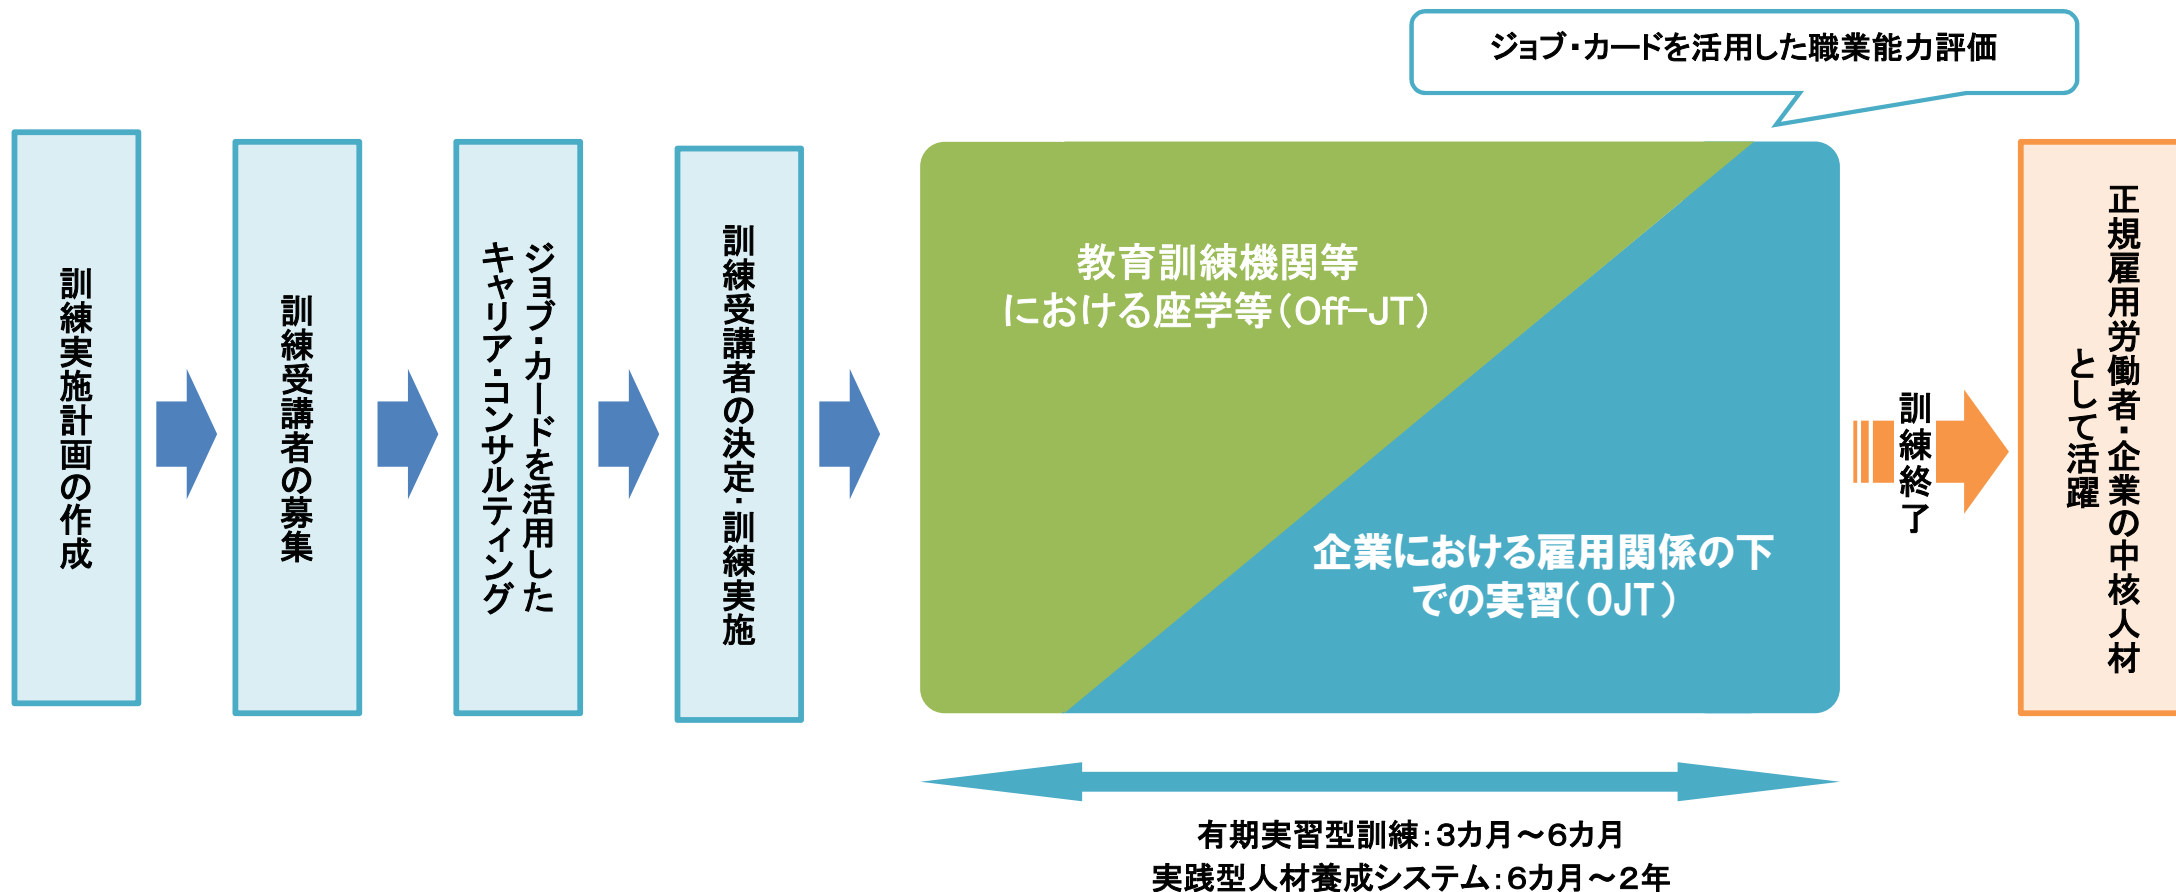 ジョブ・カードを活用した職業能力評価
訓練実施計画の作成
訓練受講者の募集
ジョブ・カードを活用した
キャリア・コンサルティング
訓練受講者の決定・訓練実施
教育訓練機関等
における座学等（Off-JT）
企業における雇用関係の下
での実習（OJT）
訓練終了
正規雇用労働者・企業の中核人材
として活躍
有期実習型訓練：３カ月～６カ月
実践型人材養成システム：６カ月～２年